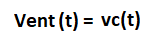 Vent (t) = vc(t)